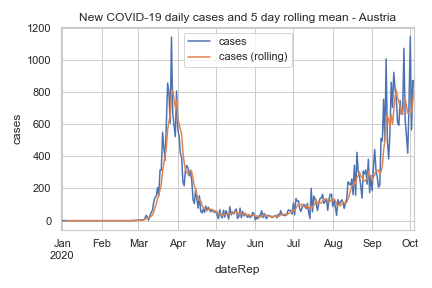 New COVID-19 daily cases and 5 day rolling mean - Austria
cases
cases (rolling)
1200
1000
800
600
400
200
0
cases
Jan Feb Mar Apr May Jun Jul Aug Sep Oct
2020
dateRep